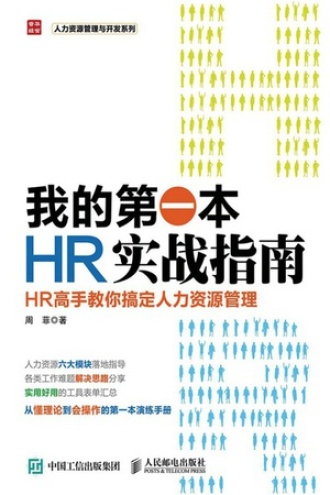 普华经管
人力资源管理与开发系列
我的第一本
HR实战指南
HR高手教你搞定人力资源管理
周 菲◎著
人力资源六大模块落地指导
各类工作难题解决思路分享
实用好用的工具表单汇总
从懂理论到会操作的第一本演练手册
中国工信出版集团
人民邮电出版社
POSTS & TELECOM PRESS